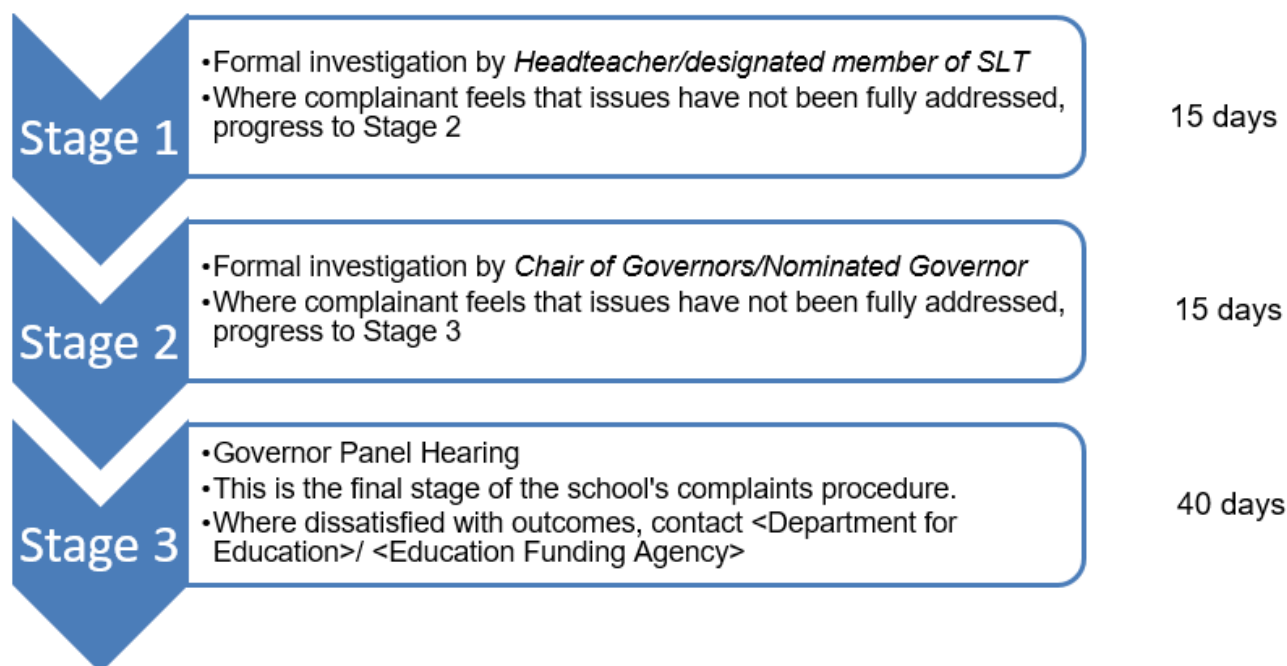 Stage 1
•Formal investigation by Headteacher/designated member of SLT
•Where complainant feels that issues have not been fully addressed,
progress to Stage 2
15 days
Stage 2
•Formal investigation by Chair of Governors/Nominated Governor
•Where complainant feels that issues have not been fully addressed,
progress to Stage 3
15 days
Stage 3
•Governor Panel Hearing
•This is the final stage of the school's complaints procedure.
•Where dissatisfied with outcomes, contact <Department for
Education>/ <Education Funding Agency>
40 days